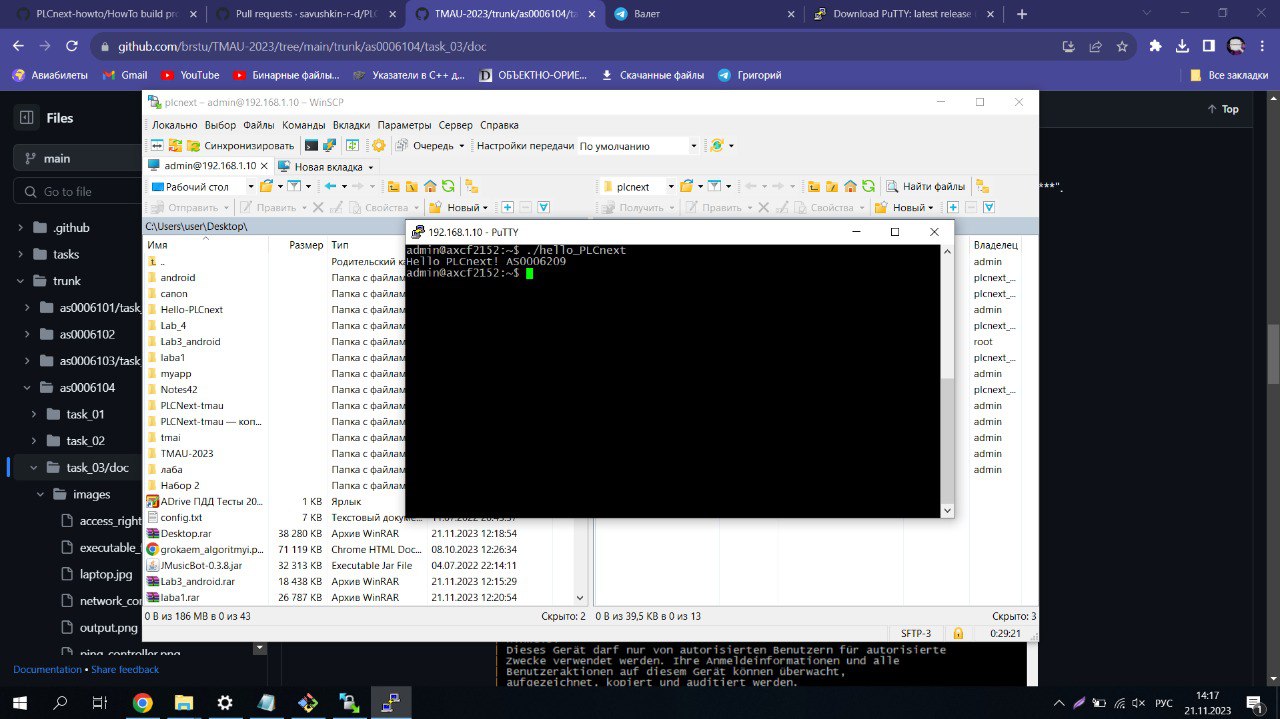 PLCnext-howto/HowTo build pro
Pull requests · savushkin-r-d/PLC
TMAU-2023/trunk/as0006104/ta
Валет
Download PuTTY: latest release (
github.com/brstu/TMAU-2023/tree/main/trunk/as0006104/task_03/doc
Авиабилеты
Gmail
YouTube
Бинарные файлы...
Указатели в C++ д...
ОБЪЕКТНО-ОРИЕ...
Скачанные файлы
Григорий
Все закладки
Files
Top
main
Go to file
.github
tasks
trunk
as0006101/task
as0006102
as0006103/task
as0006104
task_01
task_02
task_03/doc
images
access_right
executable_
laptop.jpg
network_co
output.png
ping_controller.png
Documentation • Share feedback
***".
plcnext – admin@192.168.1.10 – WinSCP
Локально Выбор Файлы Команды Вкладки Параметры Сервер Справка
Синхронизировать
Очередь
Настройки передачи По умолчанию
admin@192.168.1.10
Новая вкладка
Рабочий стол
plcnext
Найти файлы
Отправить
Править
Свойства
Новый
Получить
Править
Свойства
Новый
C:\Users\user\Desktop\
Имя Размер Тип
.. Родительский ка
android Папка с файлам
canon Папка с файлам
Hello-PLCnext Папка с файлам
Lab_4 Папка с файлам
Lab3_android Папка с файлам
laba1 Папка с файлам
myapp Папка с файлам
Notes42 Папка с файлам
PLCNext-tmau Папка с файлам
PLCNext-tmau — коп... Папка с файлам
tmai Папка с файлам
TMAU-2023 Папка с файлам
лаба Папка с файлам
Набор 2 Папка с файлам
ADrive ПДД Тесты 20... 1 KB Ярлык
config.txt 7 KB Текстовый докуме... 11.07.2022 20:43:37
Desktop.rar 38 280 KB Архив WinRAR 21.11.2023 12:18:54
grokaem_algoritmyi.p... 71 119 KB Chrome HTML Doc... 08.10.2023 12:26:34
JMusicBot-0.3.8.jar 32 313 KB Executable Jar File 04.07.2022 22:14:11
Lab3_android.rar 18 438 KB Архив WinRAR 21.11.2023 12:15:29
laba1.rar 26 787 KB Архив WinRAR 21.11.2023 12:20:54
Владелец
admin
plcnext_...
plcnext_...
admin
plcnext_...
root
plcnext_...
admin
plcnext_...
admin
admin
admin
admin
admin
192.168.1.10 - PuTTY
admin@axcf2152:~$ ./hello_PLCnext
Hello PLCnext! AS0006209
admin@axcf2152:~$
0 B из 186 MB в 0 из 43
Скрыто: 2
0 B из 39,5 KB в 0 из 13
Скрыто: 3
SFTP-3
0:29:21
Dieses Gerät darf nur von autorisierten Benutzern für autorisierte
Zwecke verwendet werden. Ihre Anmeldeinformationen und alle
Benutzeraktionen auf diesem Gerät können überwacht,
aufgezeichnet, kopiert und auditiert werden.
РУС
14:17
21.11.2023
1